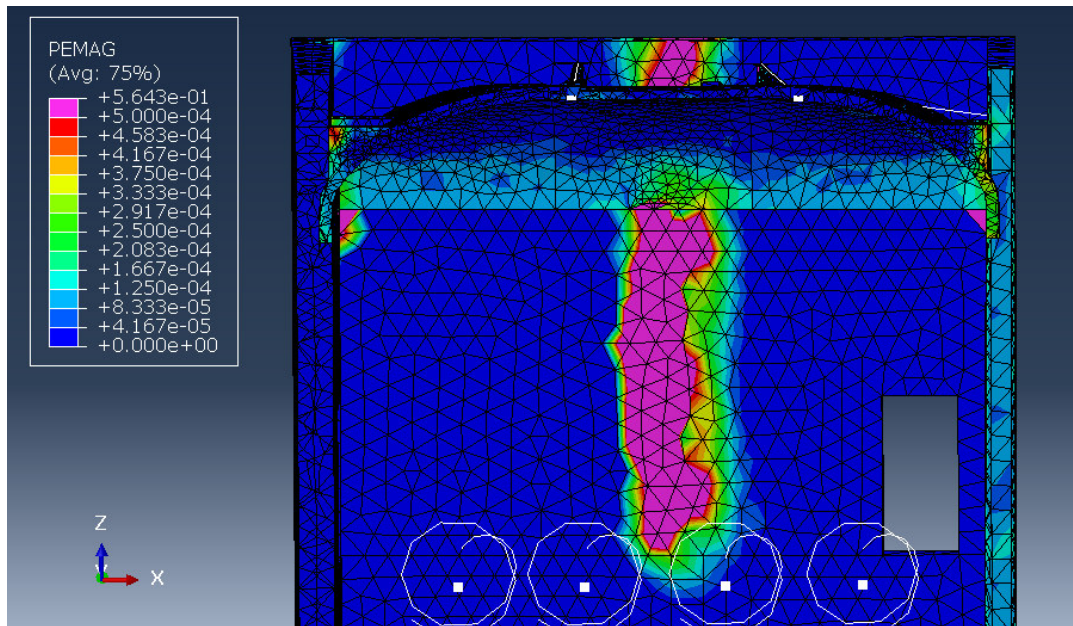 PEMAG
(Avg: 75%)
+5.643e-01
+5.000e-04
+4.583e-04
+4.167e-04
+3.750e-04
+3.333e-04
+2.917e-04
+2.500e-04
+2.083e-04
+1.667e-04
+1.250e-04
+8.333e-05
+4.167e-05
+0.000e+00
Z
Y
X